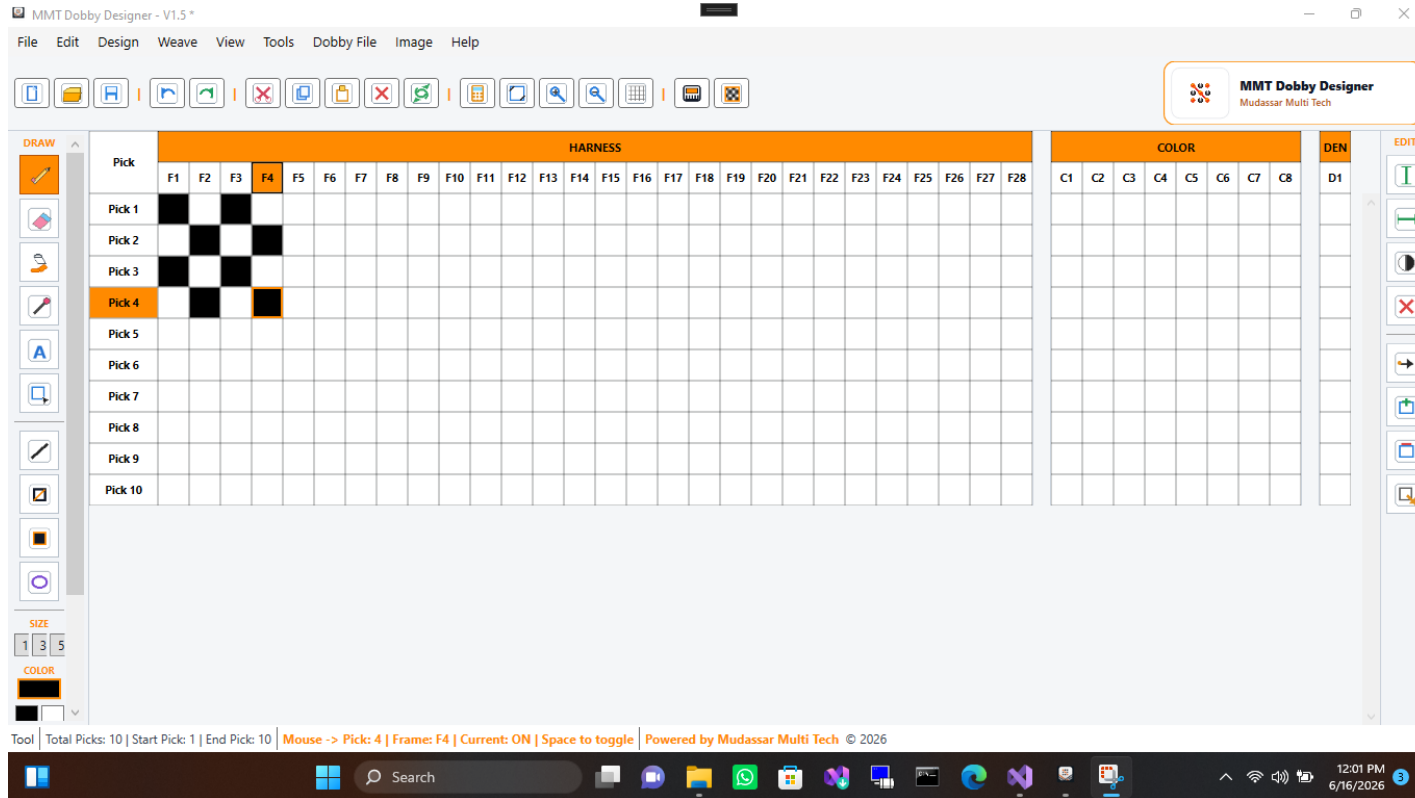 MMT Dobby Designer - V1.5 *
File Edit Design Weave View Tools Dobby File Image Help
MMT Dobby Designer
Mudassar Multi Tech
DRAW
Pick
HARNESS
COLOR
DEN
EDIT
F1 F2 F3 F4 F5 F6 F7 F8 F9 F10 F11 F12 F13 F14 F15 F16 F17 F18 F19 F20 F21 F22 F23 F24 F25 F26 F27 F28 C1 C2 C3 C4 C5 C6 C7 C8 D1
Pick 1
Pick 2
Pick 3
Pick 4
Pick 5
Pick 6
Pick 7
Pick 8
Pick 9
Pick 10
A
SIZE
1 3 5
COLOR
Tool Total Picks: 10 | Start Pick: 1 | End Pick: 10 Mouse -> Pick: 4 | Frame: F4 | Current: ON | Space to toggle Powered by Mudassar Multi Tech © 2026
Search
12:01 PM
6/16/2026
3